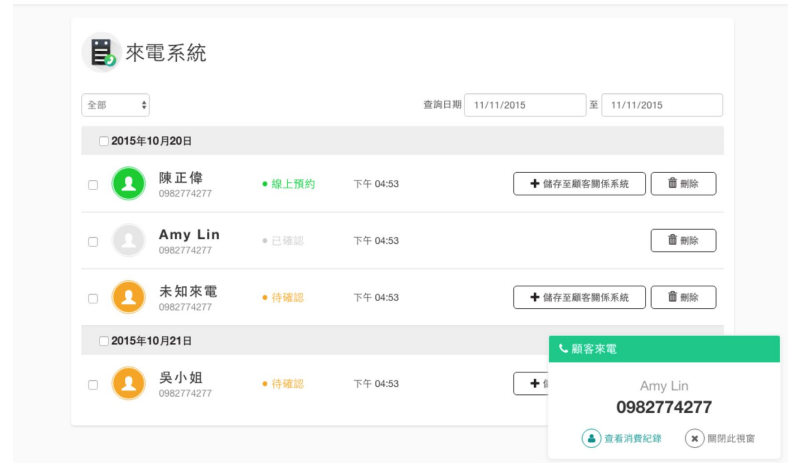 來電系統
全部 查詢日期 11/11/2015 至 11/11/2015
2015年10月20日
陳正偉 線上預約 下午 04:53 儲存至顧客關係系統 刪除
0982774277
Amy Lin 已確認 下午 04:53 刪除
0982774277
未知來電 待確認 下午 04:53 儲存至顧客關係系統 刪除
0982774277
2015年10月21日
吳小姐 待確認 下午 04:53
0982774277
顧客來電
Amy Lin
0982774277
查看消費紀錄 關閉此視窗